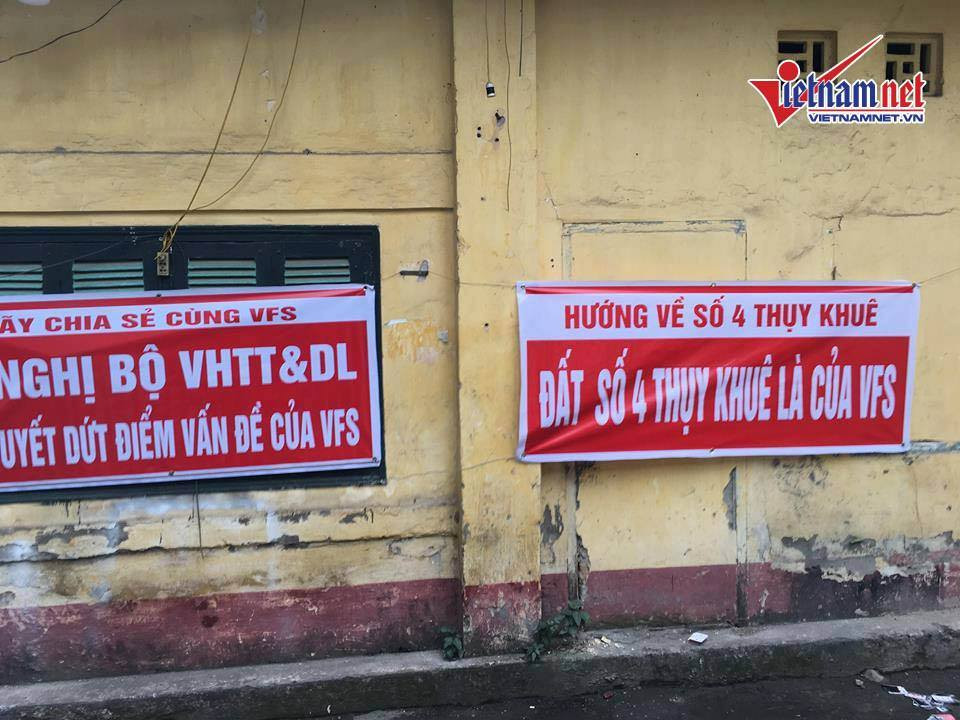 ÃY CHIA SẺ CÙNG VFS
NGHỊ BỘ VHTT&DL
UYẾT DỨT ĐIỂM VẤN ĐỀ CỦA VFS
HƯỚNG VỀ SỐ 4 THỤY KHUÊ
ĐẤT SỐ 4 THỤY KHUÊ LÀ CỦA VFS
Vietnamnet
VIETNAMNET.VN